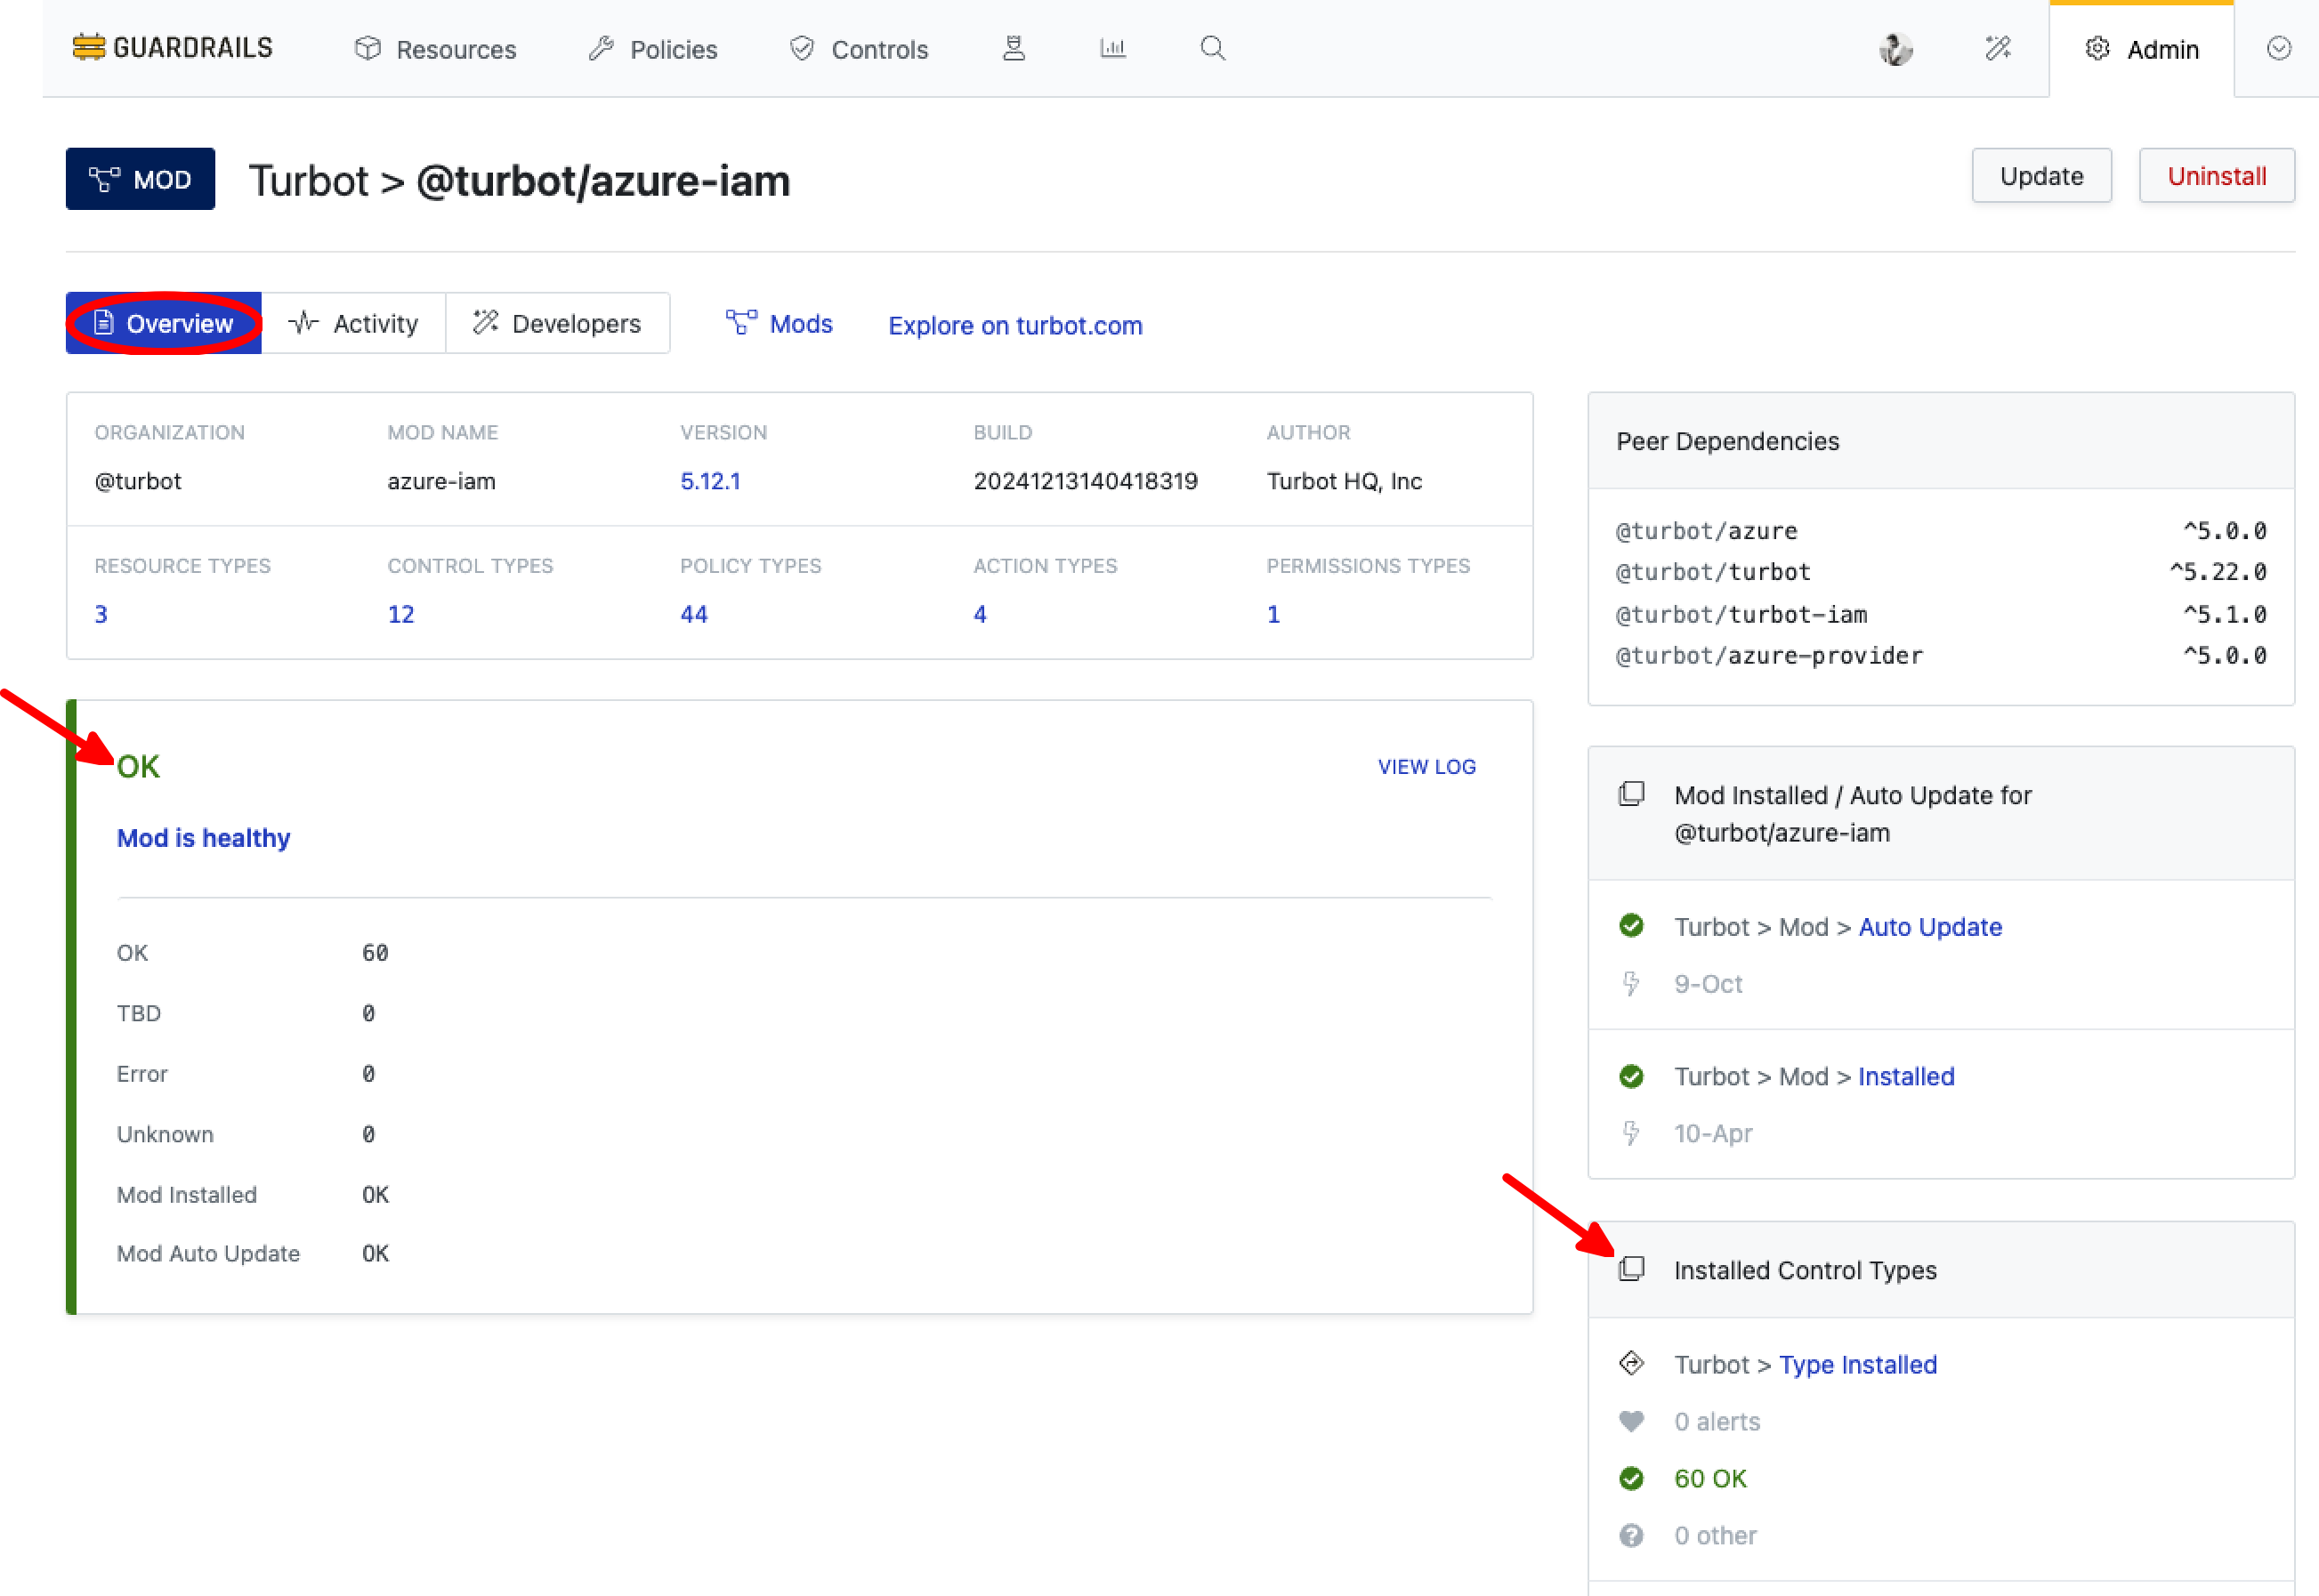 GUARDRAILS Resources Policies Controls Admin
MOD Turbot > @turbot/azure-iam Update Uninstall
Overview Activity Developers Mods Explore on turbot.com
ORGANIZATION MOD NAME VERSION BUILD AUTHOR
@turbot azure-iam 5.12.1 20241213140418319 Turbot HQ, Inc
RESOURCE TYPES CONTROL TYPES POLICY TYPES ACTION TYPES PERMISSIONS TYPES
3 12 44 4 1
OK VIEW LOG
Mod is healthy
OK 60
TBD 0
Error 0
Unknown 0
Mod Installed OK
Mod Auto Update OK
Peer Dependencies
@turbot/azure ^5.0.0
@turbot/turbot ^5.22.0
@turbot/turbot-iam ^5.1.0
@turbot/azure-provider ^5.0.0
Mod Installed / Auto Update for
@turbot/azure-iam
Turbot > Mod > Auto Update
9-Oct
Turbot > Mod > Installed
10-Apr
Installed Control Types
Turbot > Type Installed
0 alerts
60 OK
0 other